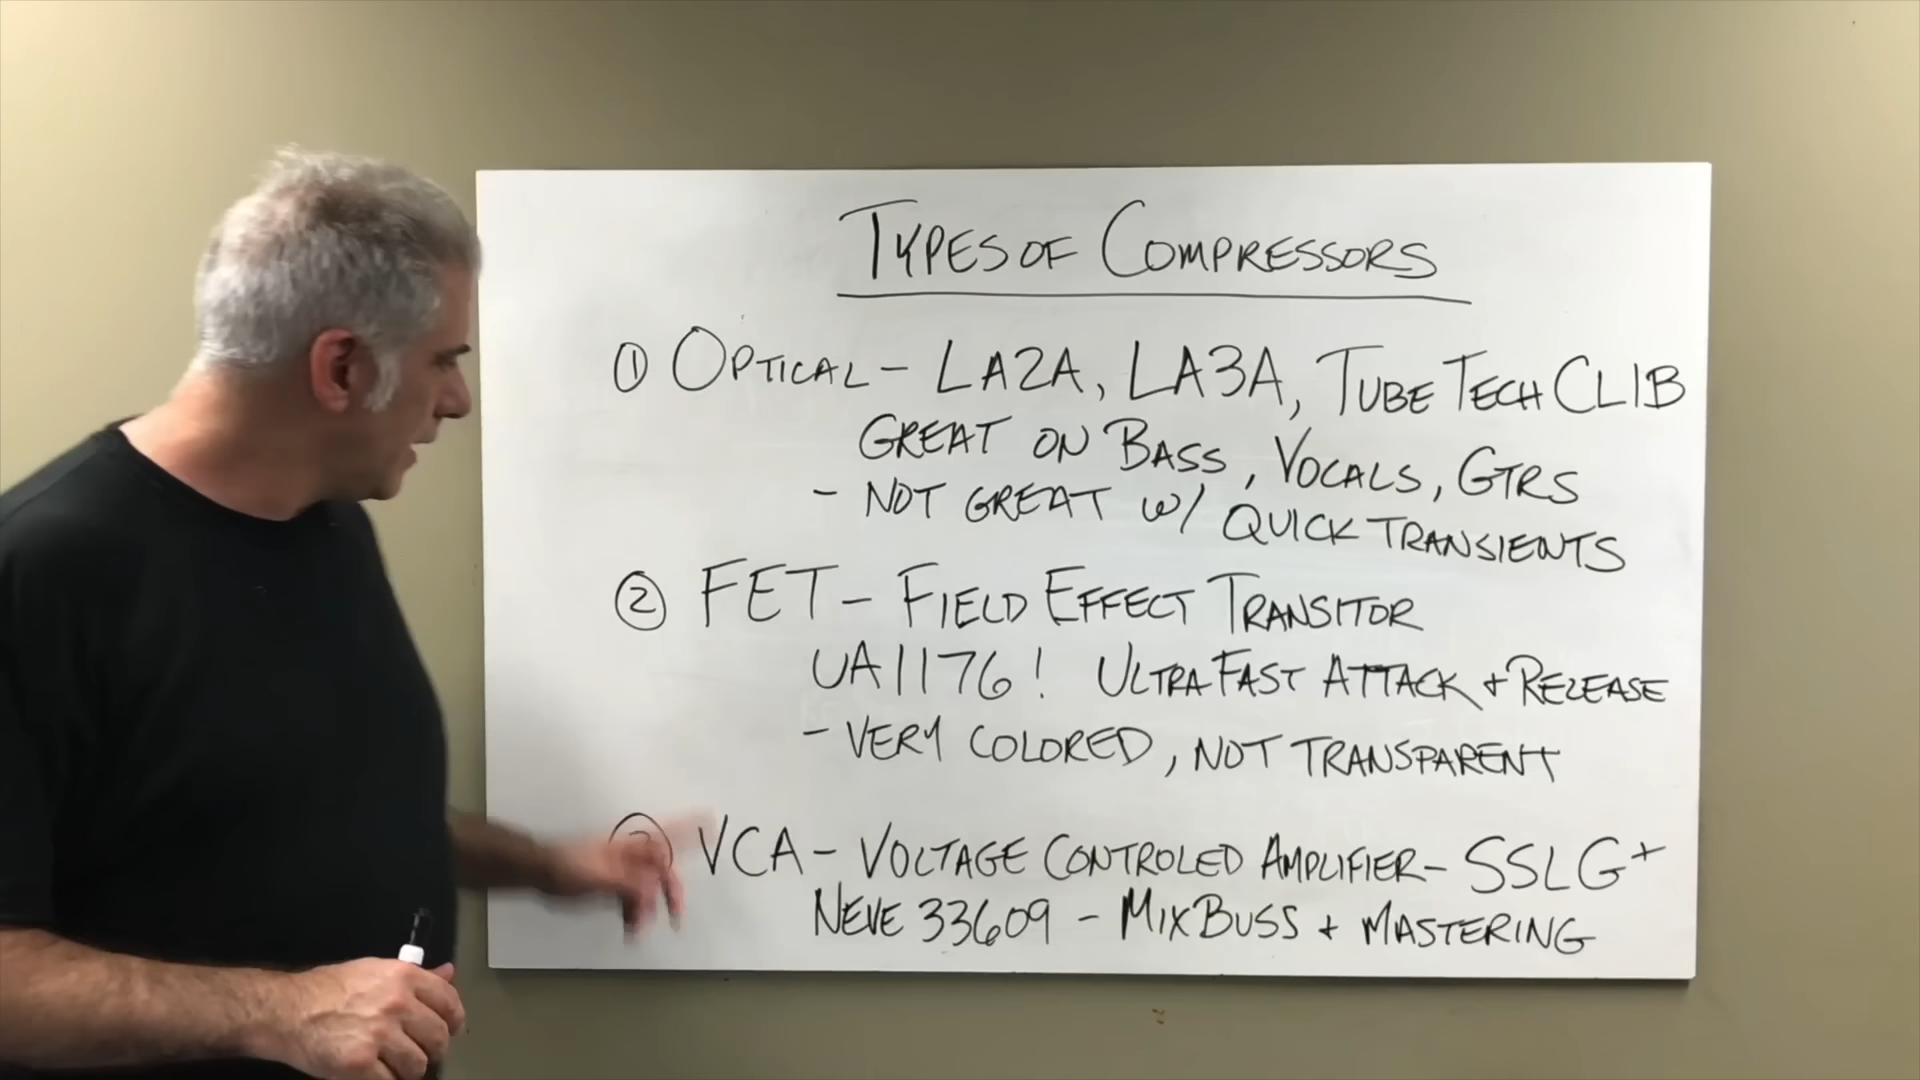 TYPES OF COMPRESSORS
① OPTICAL - LA2A, LA3A, TUBE TECH CL1B
GREAT ON BASS, VOCALS, GTRS
- NOT GREAT W/ QUICK TRANSIENTS
② FET - FIELD EFFECT TRANSITOR
UA1176! ULTRA FAST ATTACK + RELEASE
- VERY COLORED, NOT TRANSPARENT
③ VCA - VOLTAGE CONTROLED AMPLIFIER - SSL G+
NEVE 33609 - MIX BUSS + MASTERING